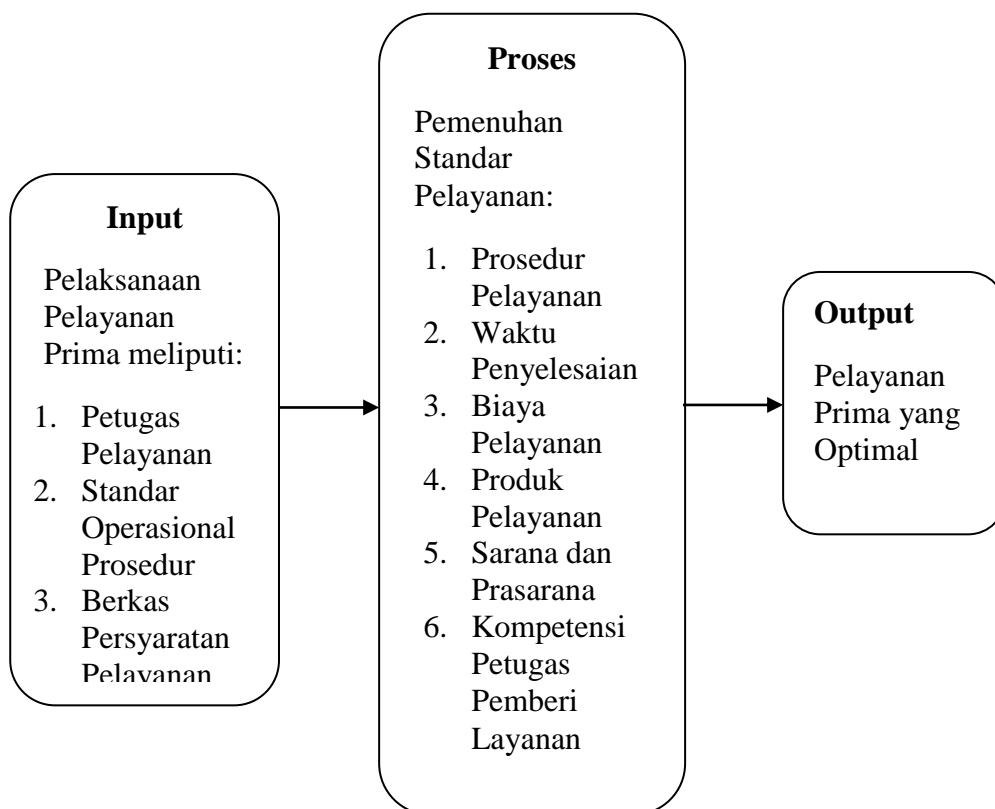 Input
Pelaksanaan
Pelayanan
Prima meliputi:
1. Petugas
Pelayanan
2. Standar
Operasional
Prosedur
3. Berkas
Persyaratan
Pelayanan
Proses
Pemenuhan
Standar
Pelayanan:
1. Prosedur
Pelayanan
2. Waktu
Penyelesaian
3. Biaya
Pelayanan
4. Produk
Pelayanan
5. Sarana dan
Prasarana
6. Kompetensi
Petugas
Pemberi
Layanan
Output
Pelayanan
Prima yang
Optimal